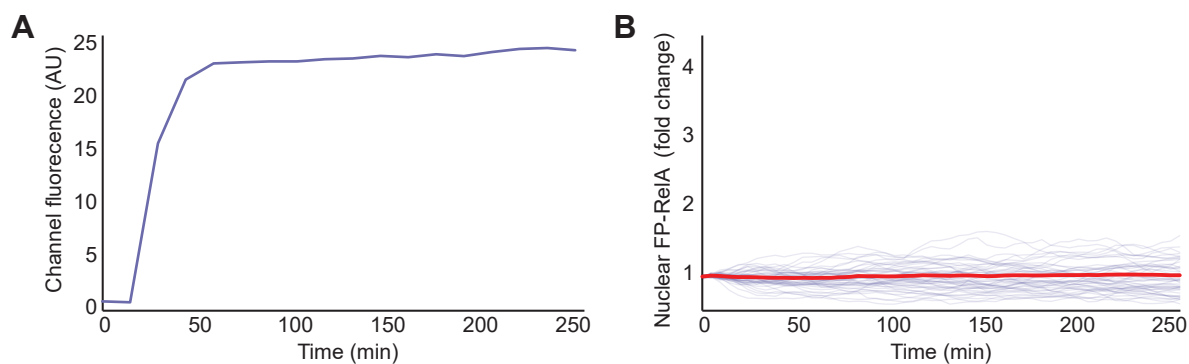 A
Channel fluorecence (AU)
25
20
15
10
5
0
0 50 100 150 200 250
Time (min)
B
Nuclear FP-RelA (fold change)
4
3
2
1
0 50 100 150 200 250
Time (min)